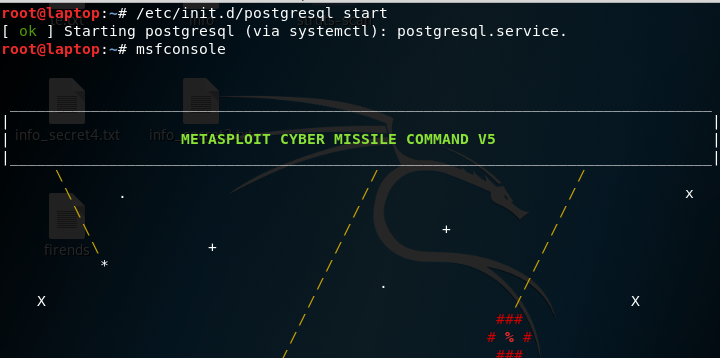 root@laptop:~# /etc/init.d/postgresql start
[ ok ] Starting postgresql (via systemctl): postgresql.service.
root@laptop:~# msfconsole
info_secret4.txt
METASPLOIT CYBER MISSILE COMMAND V5
x
firends
+
+
*
X
X
###
# % #
###